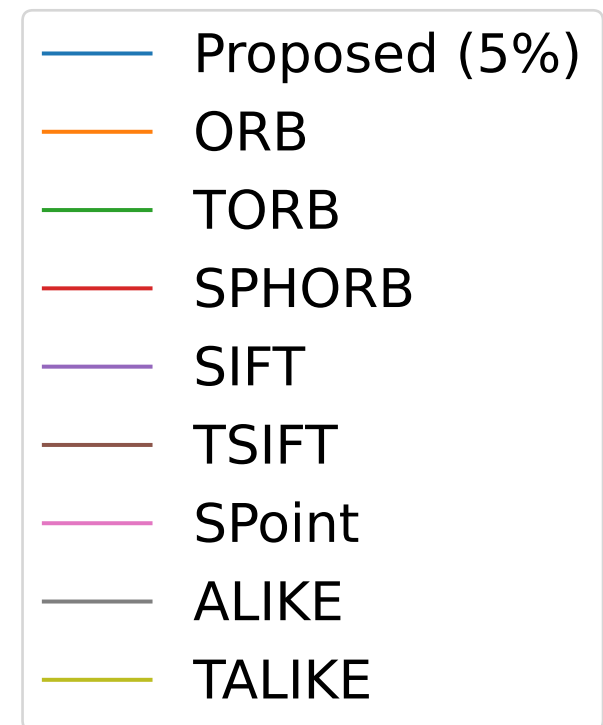 Proposed (5%)
ORB
TORB
SPHORB
SIFT
TSIFT
SPoint
ALIKE
TALIKE